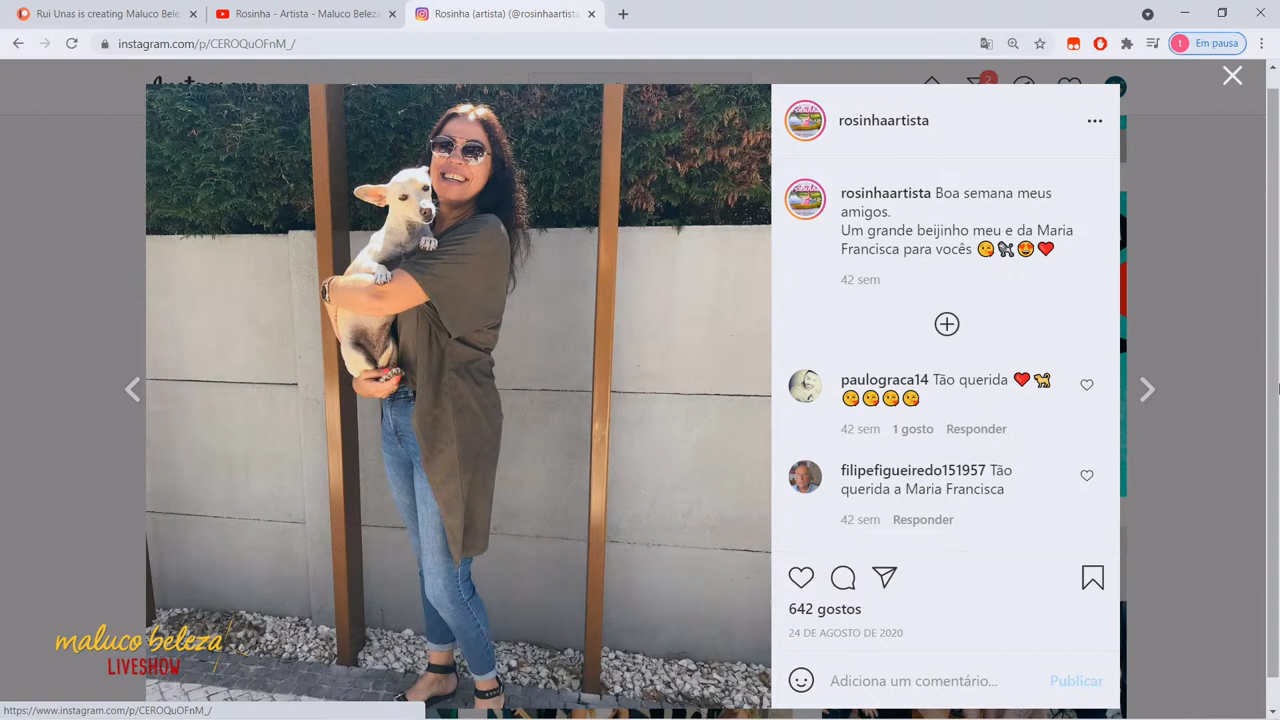 Rui Unas is creating Maluco Belez
Rosinha - Artista - Maluco Beleza
Rosinha (artista) (@rosinhaartista
instagram.com/p/CEROQuOFnM_/
t Em pausa
2
rosinhaartista
rosinhaartista Boa semana meus
amigos.
Um grande beijinho meu e da Maria
Francisca para vocês
42 sem
paulograca14 Tão querida
42 sem 1 gosto Responder
filipefigueiredo151957 Tão
querida a Maria Francisca
42 sem Responder
642 gostos
24 DE AGOSTO DE 2020
Adiciona um comentário... Publicar
maluco beleza
LIVESHOW
https://www.instagram.com/p/CEROQuOFnM_/